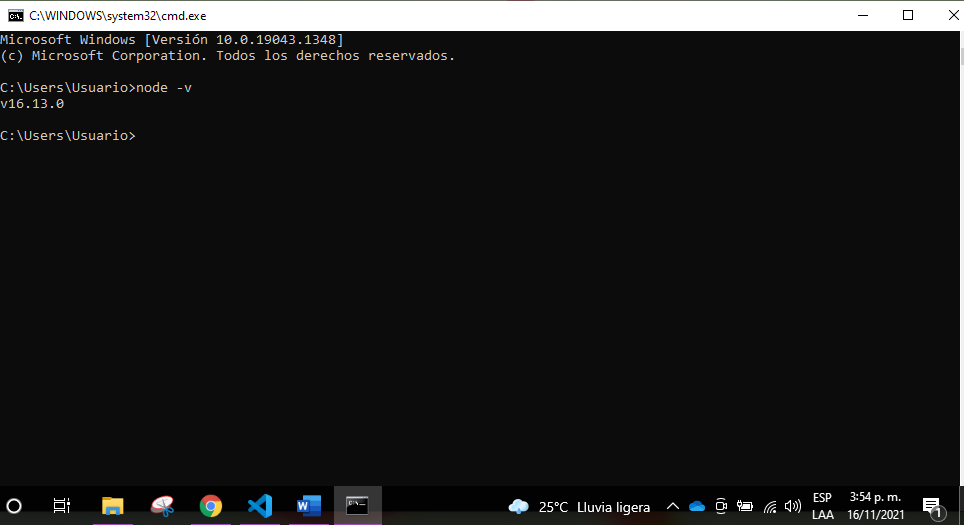 C:\WINDOWS\system32\cmd.exe
Microsoft Windows [Versión 10.0.19043.1348]
(c) Microsoft Corporation. Todos los derechos reservados.
C:\Users\Usuario>node -v
v16.13.0
C:\Users\Usuario>
25°C Lluvia ligera
ESP
LAA
3:54 p. m.
16/11/2021
1